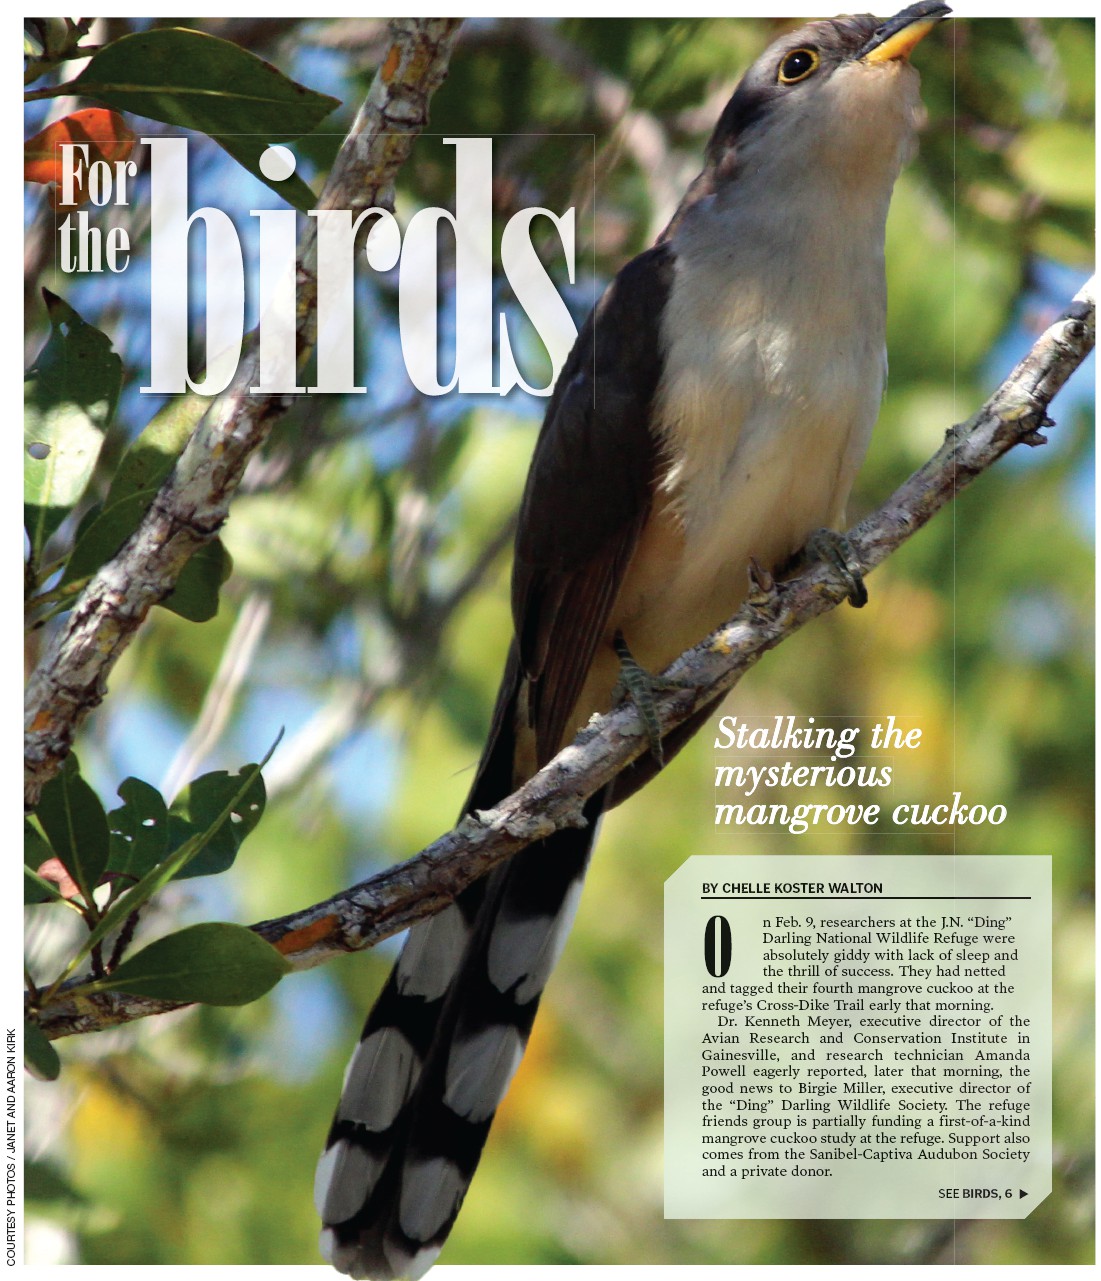 For
the
birds
Stalking the
mysterious
mangrove cuckoo
BY CHELLE KOSTER WALTON
On Feb. 9, researchers at the J.N. “Ding”
Darling National Wildlife Refuge were
absolutely giddy with lack of sleep and
the thrill of success. They had netted
and tagged their fourth mangrove cuckoo at the
refuge's Cross-Dike Trail early that morning.
Dr. Kenneth Meyer, executive director of the
Avian Research and Conservation Institute in
Gainesville, and research technician Amanda
Powell eagerly reported, later that morning, the
good news to Birgie Miller, executive director of
the “Ding” Darling Wildlife Society. The refuge
friends group is partially funding a first-of-a-kind
mangrove cuckoo study at the refuge. Support also
comes from the Sanibel-Captiva Audubon Society
and a private donor.
SEE BIRDS, 6 ▶
COURTESY PHOTOS / JANET AND AARON KIRK